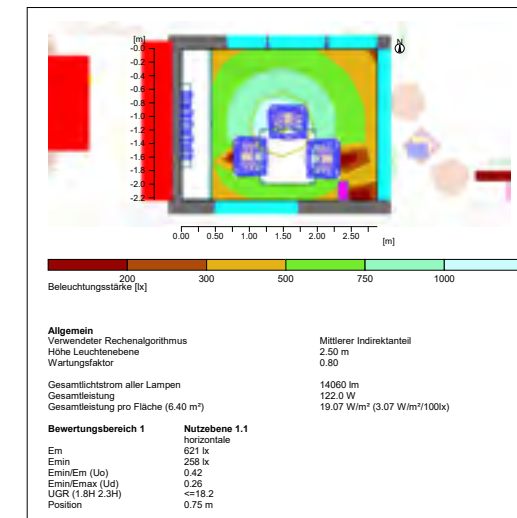 [m]
N
-0.0
-0.2
-0.4
-0.6
-0.8
-1.0
-1.2
-1.4
-1.6
-1.8
-2.0
-2.2
0.00 0.50 1.00 1.50 2.00 2.50
[m]
200 300 500 750 1000
Beleuchtungsstärke [lx]
Allgemein
Verwendeter Rechenalgorithmus Mittlerer Indirektanteil
Höhe Leuchtenebene 2.50 m
Wartungsfaktor 0.80
Gesamtlichtstrom aller Lampen 14060 lm
Gesamtleistung 122.0 W
Gesamtleistung pro Fläche (6.40 m²) 19.07 W/m² (3.07 W/m²/100lx)
Bewertungsbereich 1 Nutzebene 1.1
horizontale
Em 621 lx
Emin 258 lx
Emin/Em (Uo) 0.42
Emin/Emax (Ud) 0.26
UGR (1.8H 2.3H) <=18.2
Position 0.75 m